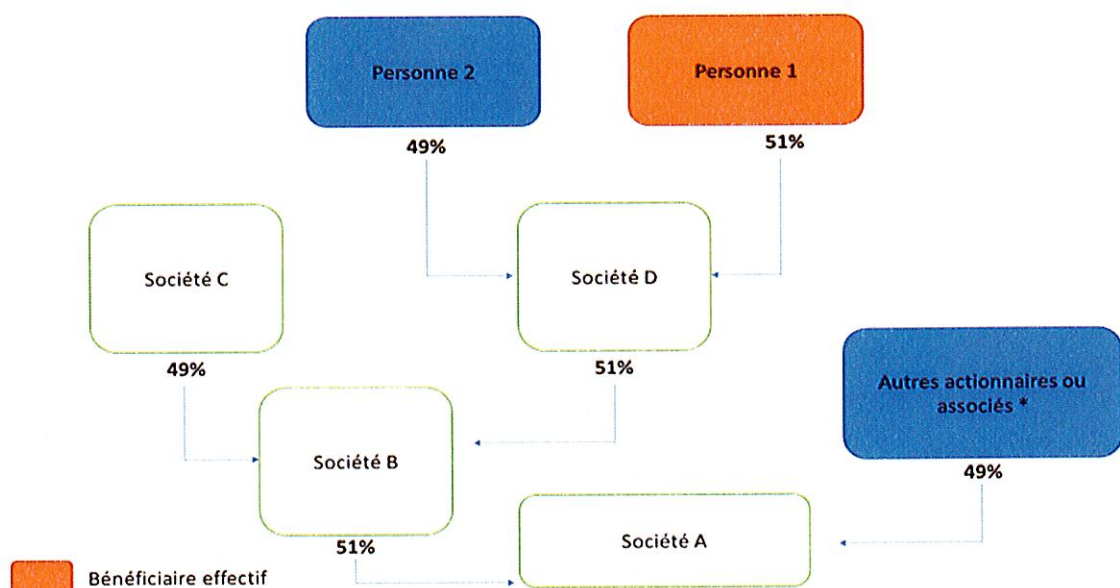 Personne 2
Personne 1
49%
51%
Société C
Société D
49%
51%
Autres actionnaires ou
associés *
49%
Société B
Société A
51%
Bénéficiaire effectif